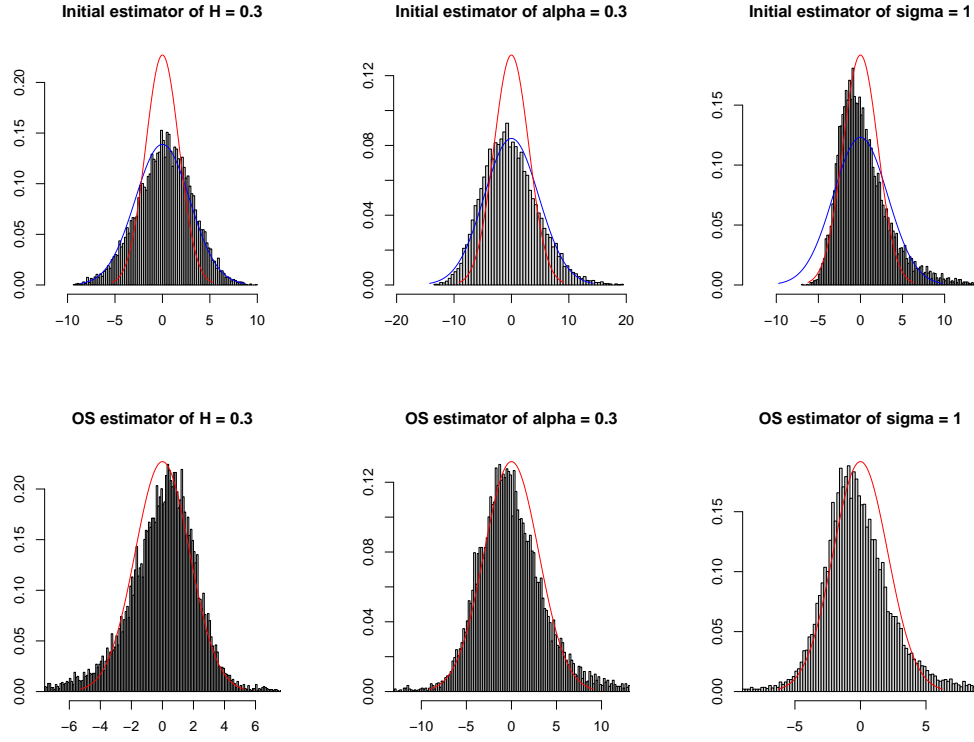 Initial estimator of H = 0.3
0.00 0.05 0.10 0.15 0.20
−10 −5 0 5 10
Initial estimator of alpha = 0.3
0.00 0.04 0.08 0.12
−20 −10 0 10 20
Initial estimator of sigma = 1
0.00 0.05 0.10 0.15
−10 −5 0 5 10
OS estimator of H = 0.3
0.00 0.05 0.10 0.15 0.20
−6 −4 −2 0 2 4 6
OS estimator of alpha = 0.3
0.00 0.04 0.08 0.12
−10 −5 0 5 10
OS estimator of sigma = 1
0.00 0.05 0.10 0.15
−5 0 5